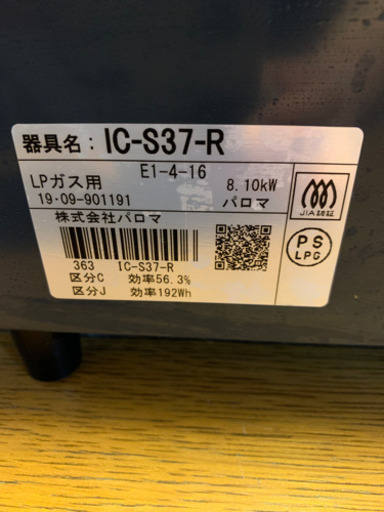 器具名: IC-S37-R
E1-4-16
LPガス用 8.10kW
19・09-901191 パロマ
株式会社パロマ
JIA認証
PS
LPG
363 IC-S37-R
区分C 効率56.3%
区分J 効率192Wh